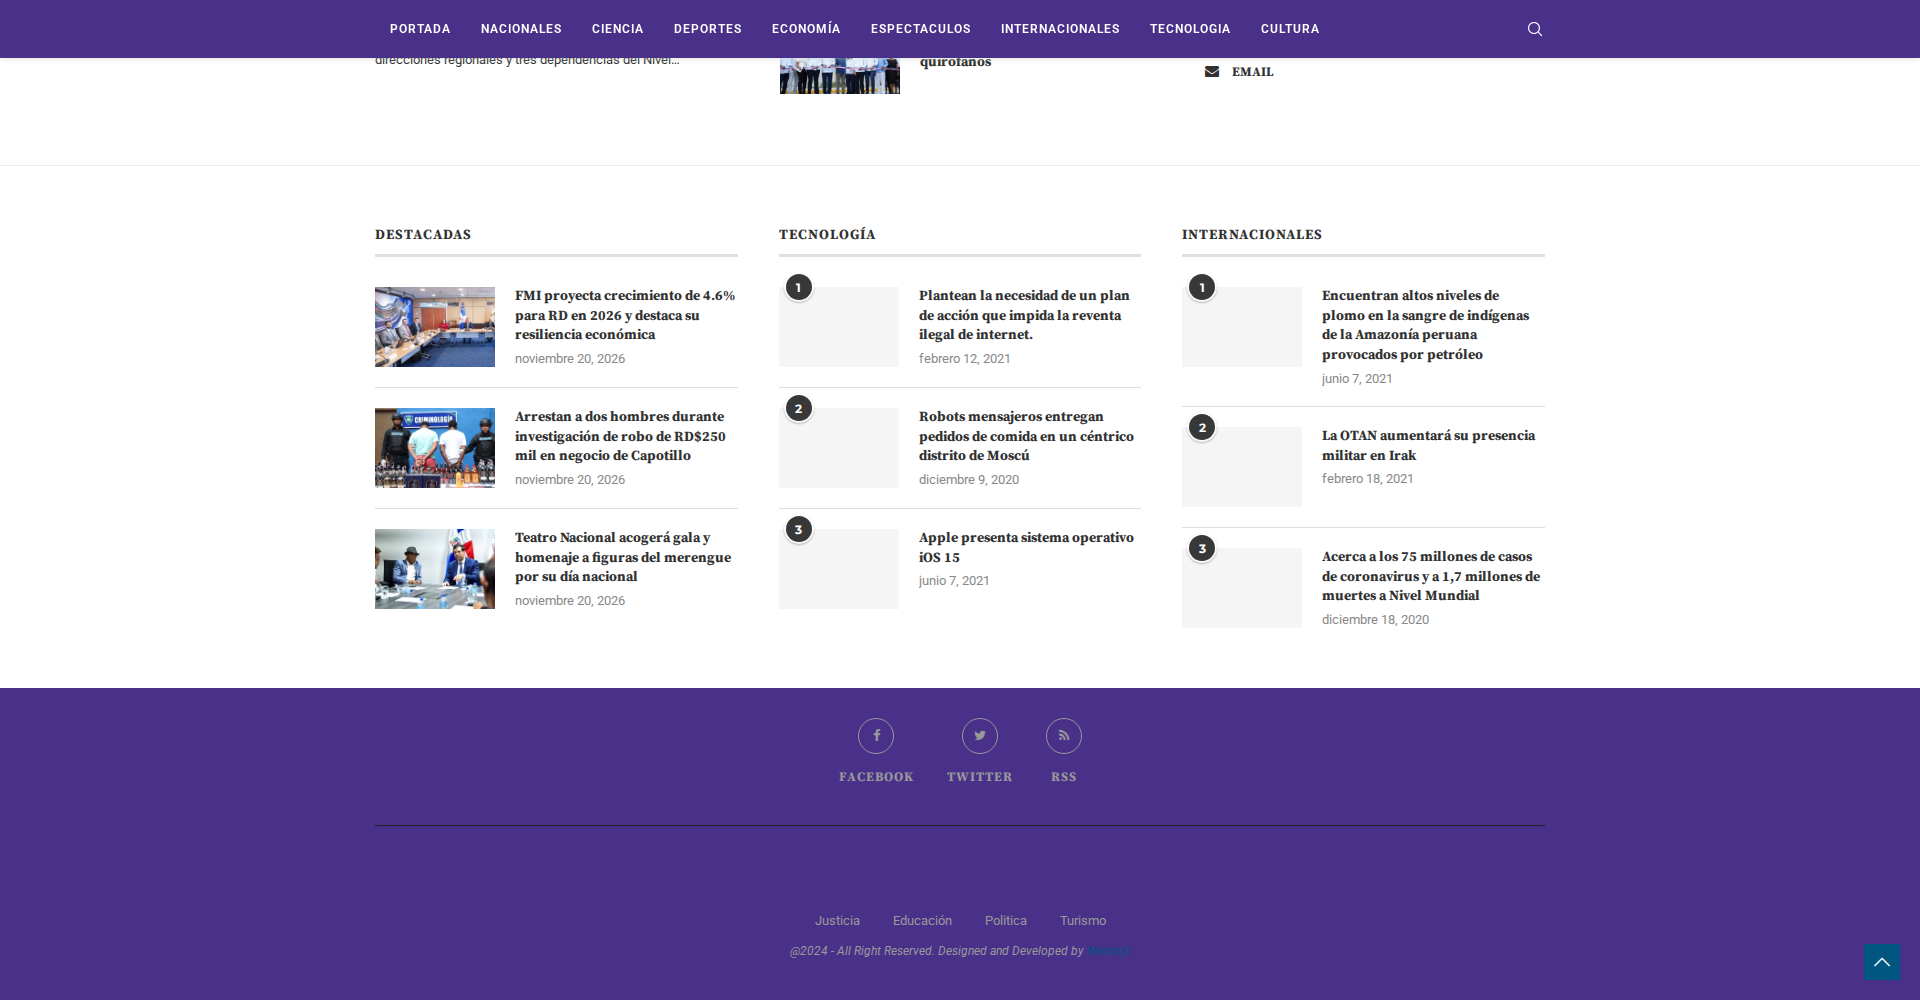 PORTADA NACIONALES CIENCIA DEPORTES ECONOMÍA ESPECTACULOS INTERNACIONALES TECNOLOGIA CULTURA
direcciones regionales y tres dependencias del Nivel...
quirófanos
EMAIL
DESTACADAS
FMI proyecta crecimiento de 4.6%
para RD en 2026 y destaca su
resiliencia económica
noviembre 20, 2026
CRIMINOLOGÍA
Arrestan a dos hombres durante
investigación de robo de RD$250
mil en negocio de Capotillo
noviembre 20, 2026
Teatro Nacional acogerá gala y
homenaje a figuras del merengue
por su día nacional
noviembre 20, 2026
TECNOLOGÍA
1
Plantean la necesidad de un plan
de acción que impida la reventa
ilegal de internet.
febrero 12, 2021
2
Robots mensajeros entregan
pedidos de comida en un céntrico
distrito de Moscú
diciembre 9, 2020
3
Apple presenta sistema operativo
iOS 15
junio 7, 2021
INTERNACIONALES
1
Encuentran altos niveles de
plomo en la sangre de indígenas
de la Amazonía peruana
provocados por petróleo
junio 7, 2021
2
La OTAN aumentará su presencia
militar en Irak
febrero 18, 2021
3
Acerca a los 75 millones de casos
de coronavirus y a 1,7 millones de
muertes a Nivel Mundial
diciembre 18, 2020
FACEBOOK TWITTER RSS
Justicia Educación Politica Turismo
@2024 - All Right Reserved. Designed and Developed by